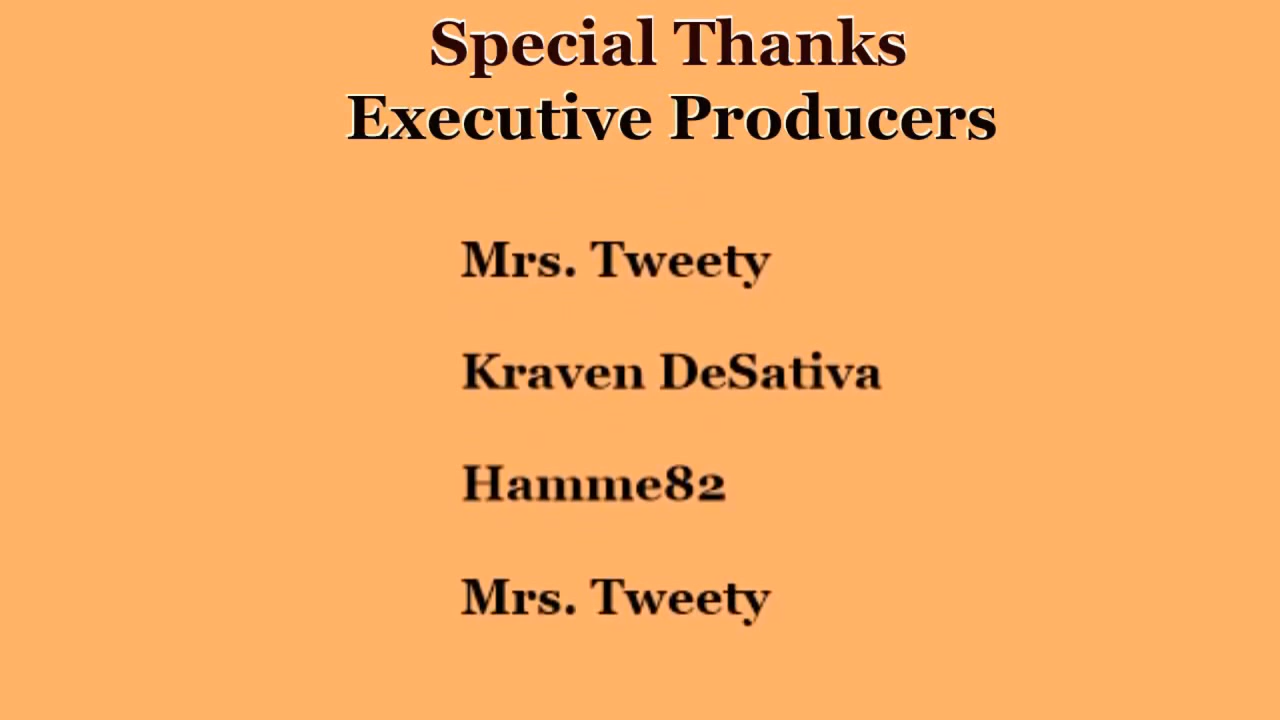 Special Thanks
Executive Producers
Mrs. Tweety
Kraven DeSativa
Hamme82
Mrs. Tweety